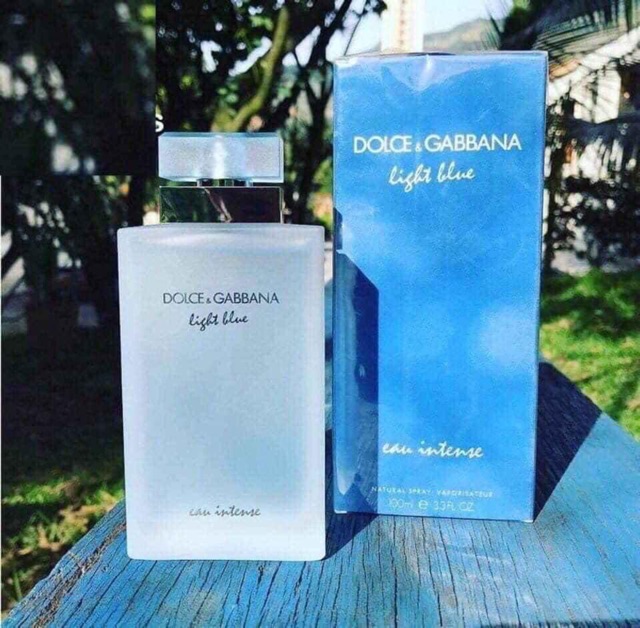 DOLCE & GABBANA
light blue
eau intense
DOLCE & GABBANA
light blue
eau intense
NATURAL SPRAY · VAPORISATEUR
100ml e 3.3 FL. OZ